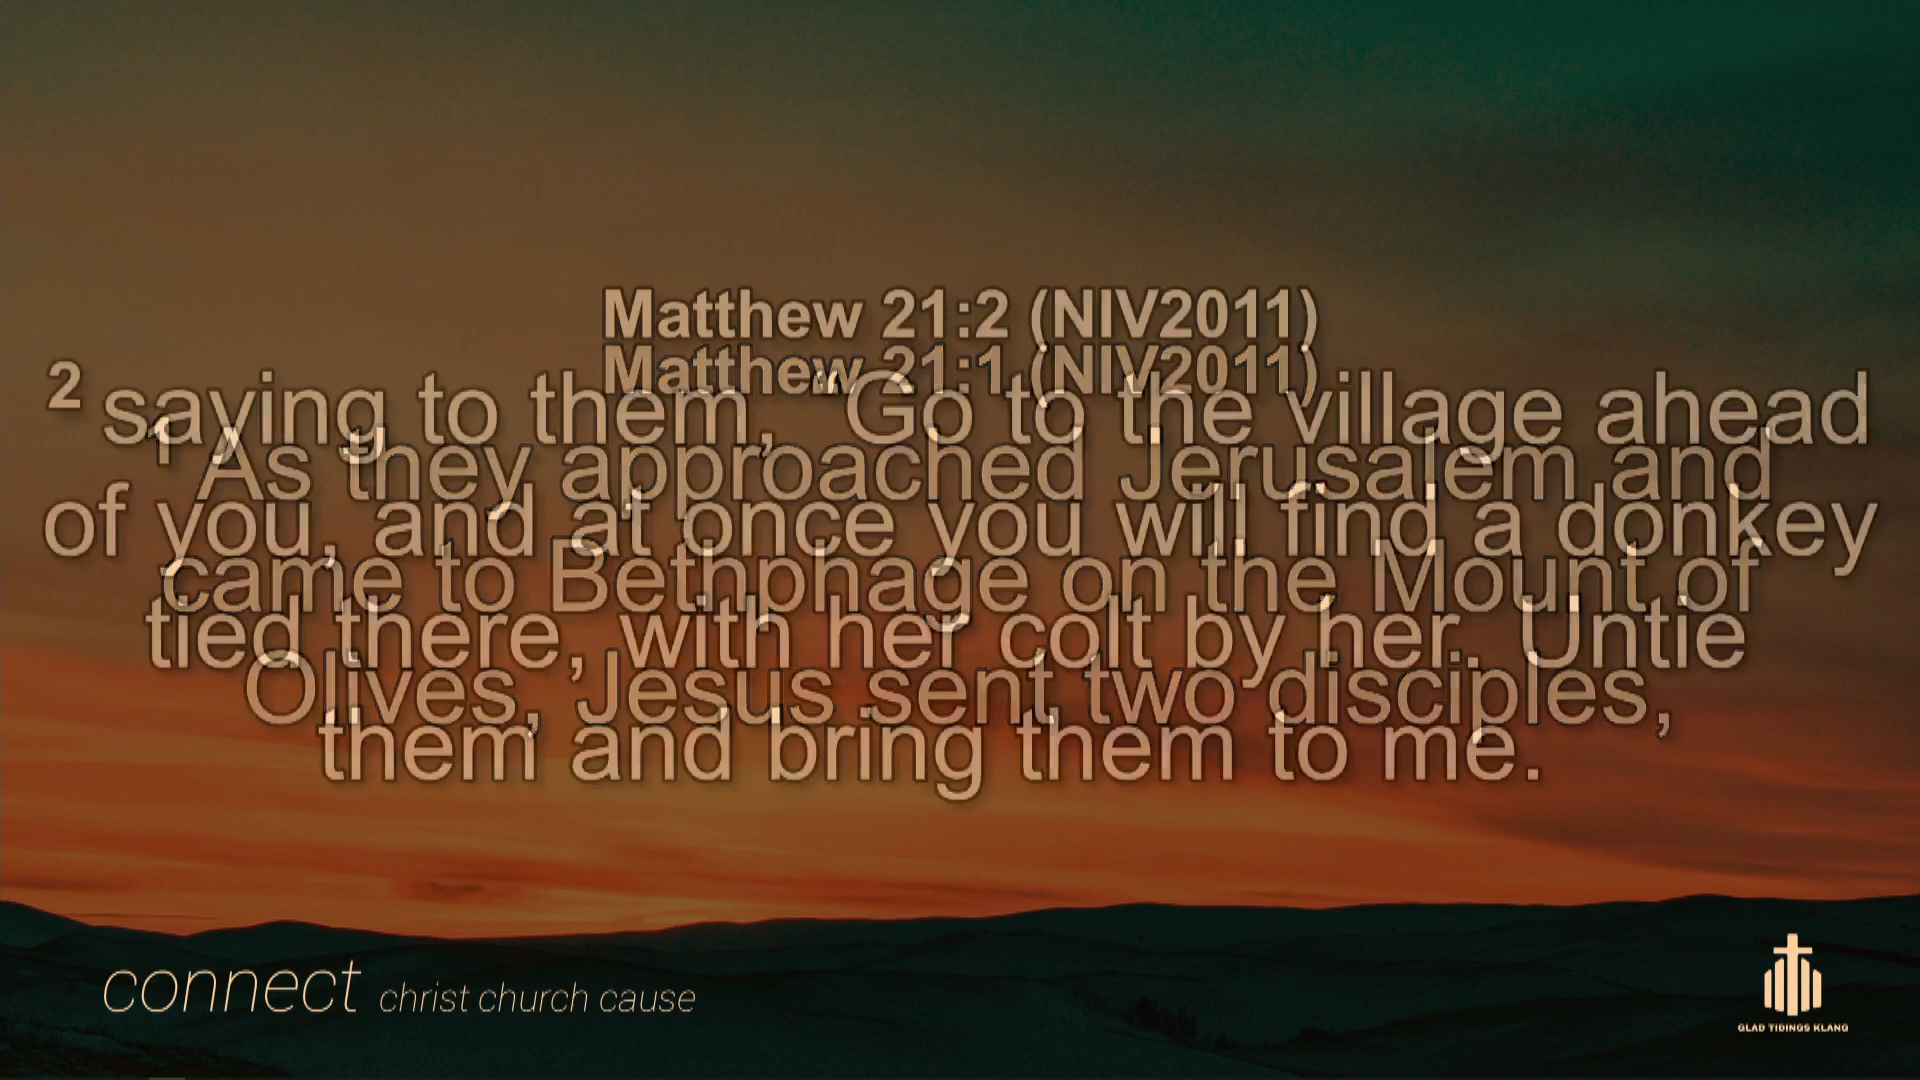 Matthew 21:2 (NIV2011)
2 saying to them, “Go to the village ahead
of you, and at once you will find a donkey
tied there, with her colt by her. Untie
them and bring them to me.
Matthew 21:1 (NIV2011)
1 As they approached Jerusalem and
came to Bethphage on the Mount of
Olives, Jesus sent two disciples,
connect christ church cause
GLAD TIDINGS KLANG